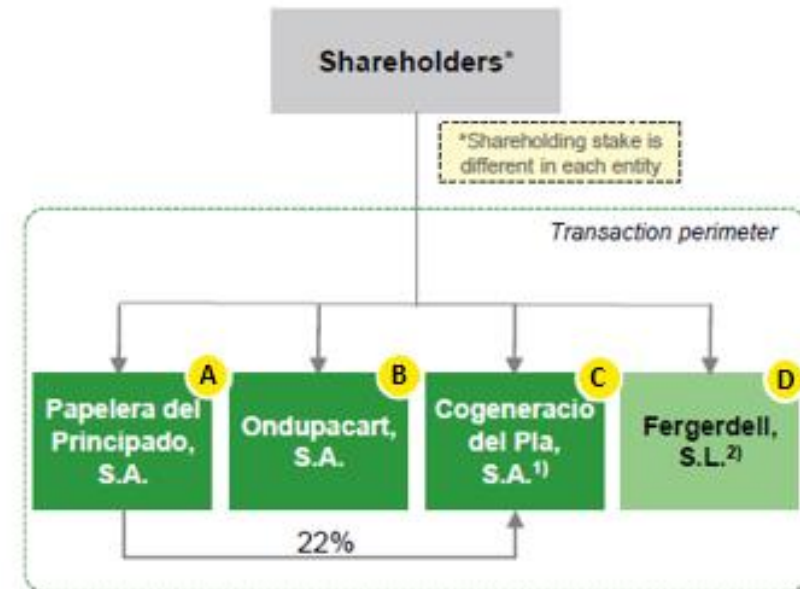 Shareholders*
*Shareholding stake is
different in each entity
Transaction perimeter
A
Papelera del
Principado,
S.A.
B
Ondupacart,
S.A.
C
Cogeneració
del Pla,
S.A.1)
D
Fergerdell,
S.L.2)
22%